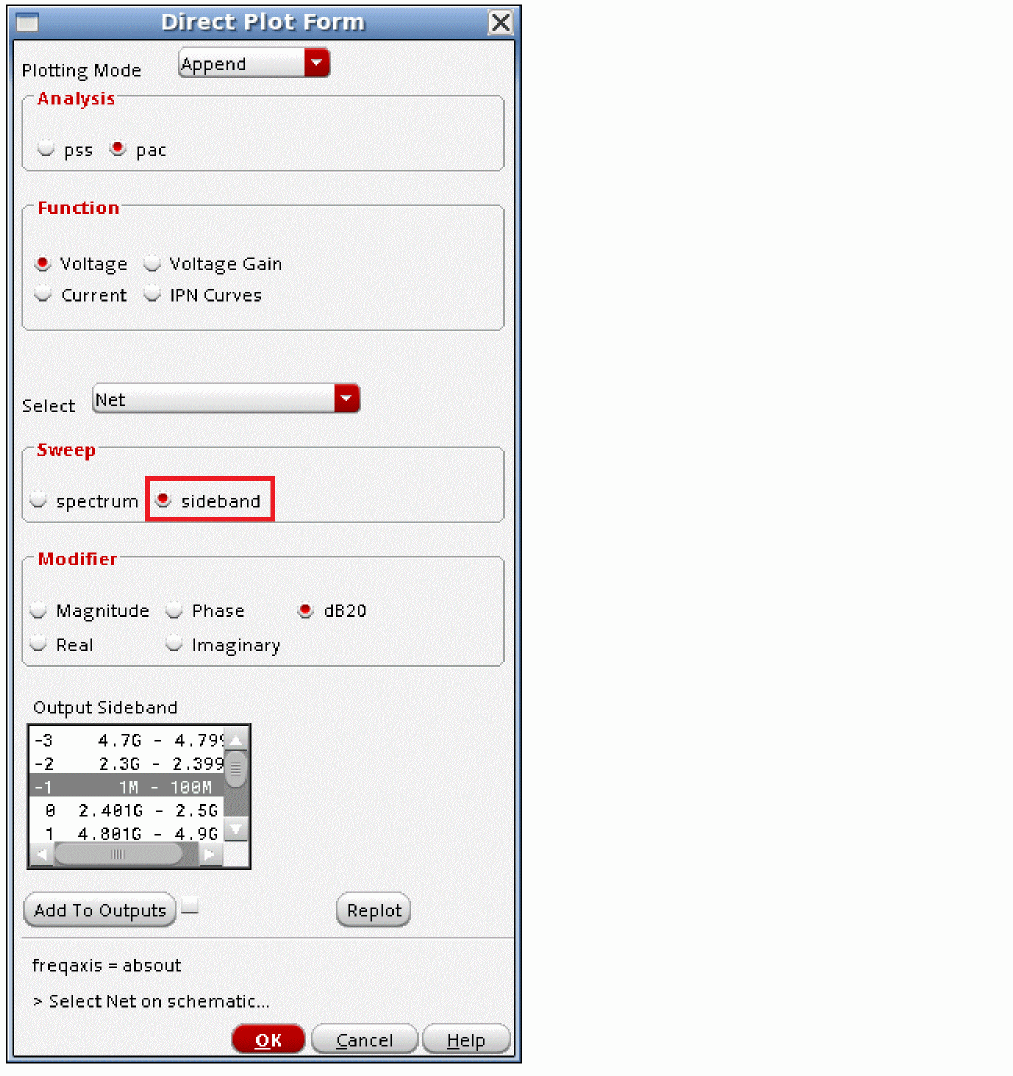 Direct Plot Form
Plotting Mode Append
Analysis
pss pac
Function
Voltage Voltage Gain
Current IPN Curves
Select Net
Sweep
spectrum sideband
Modifier
Magnitude Phase dB20
Real Imaginary
Output Sideband
-3 4.7G - 4.799
-2 2.3G - 2.399
-1 1M - 100M
0 2.401G - 2.5G
1 4.801G - 4.9G
Add To Outputs Replot
freqaxis = absout
> Select Net on schematic...
OK Cancel Help